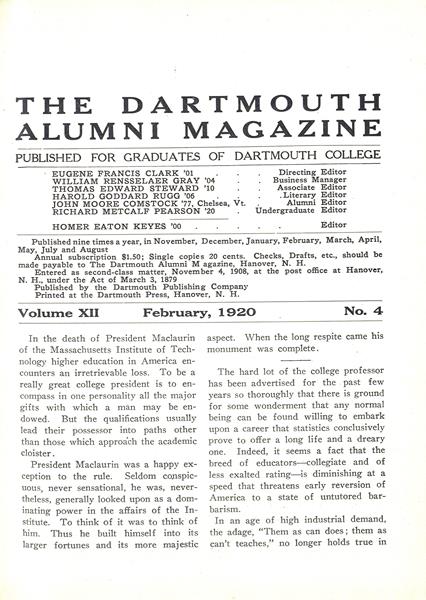 THE DARTMOUTH
ALUMNI MAGAZINE
PUBLISHED FOR GRADUATES OF DARTMOUTH COLLEGE
EUGENE FRANCIS CLARK '01 . . . Directing Editor
WILLIAM RENSSELAER GRAY '04 . . Business Manager
THOMAS EDWARD STEWARD '10 . . Associate Editor
HAROLD GODDARD RUGG '06 . . . Literary Editor
JOHN MOORE COMSTOCK '77, Chelsea, Vt. . Alumni Editor
RICHARD METCALF PEARSON '20 . Undergraduate Editor
HOMER EATON KEYES '00 . . . . Editor
Published nine times a year, in November, December, January, February, March, April,
May, July and August
Annual subscription $1.50; Single copies 20 cents. Checks, Drafts, etc., should be
made payable to The Dartmouth Alumni Magazine, Hanover, N. H.
Entered as second-class matter, November 4, 1908, at the post office at Hanover,
N. H., under the Act of March 3, 1879
Published by the Dartmouth Publishing Company
Printed at the Dartmouth Press, Hanover, N. H.
Volume XII February, 1920 No. 4
In the death of President Maclaurin
of the Massachusetts Institute of Tech-
nology higher education in America en-
counters an irretrievable loss. To be a
really great college president is to en-
compass in one personality all the major
gifts with which a man may be en-
dowed. But the qualifications usually
lead their possessor into paths other
than those which approach the academic
cloister.
President Maclaurin was a happy ex-
ception to the rule. Seldom conspic-
uous, never sensational, he was, never-
theless, generally looked upon as a dom-
inating power in the affairs of the In-
stitute. To think of it was to think of
him. Thus he built himself into its
larger fortunes and its more majestic
aspect. When the long respite came his
monument was complete.
The hard lot of the college professor
has been advertised for the past few
years so thoroughly that there is ground
for some wonderment that any normal
being can be found willing to embark
upon a career that statistics conclusively
prove to offer a long life and a dreary
one. Indeed, it seems a fact that the
breed of educators—collegiate and of
less exalted rating—is diminishing at a
speed that threatens early reversion of
America to a state of untutored bar-
barism.
In an age of high industrial demand,
the adage, "Them as can does; them as
can't teaches," no longer holds true in